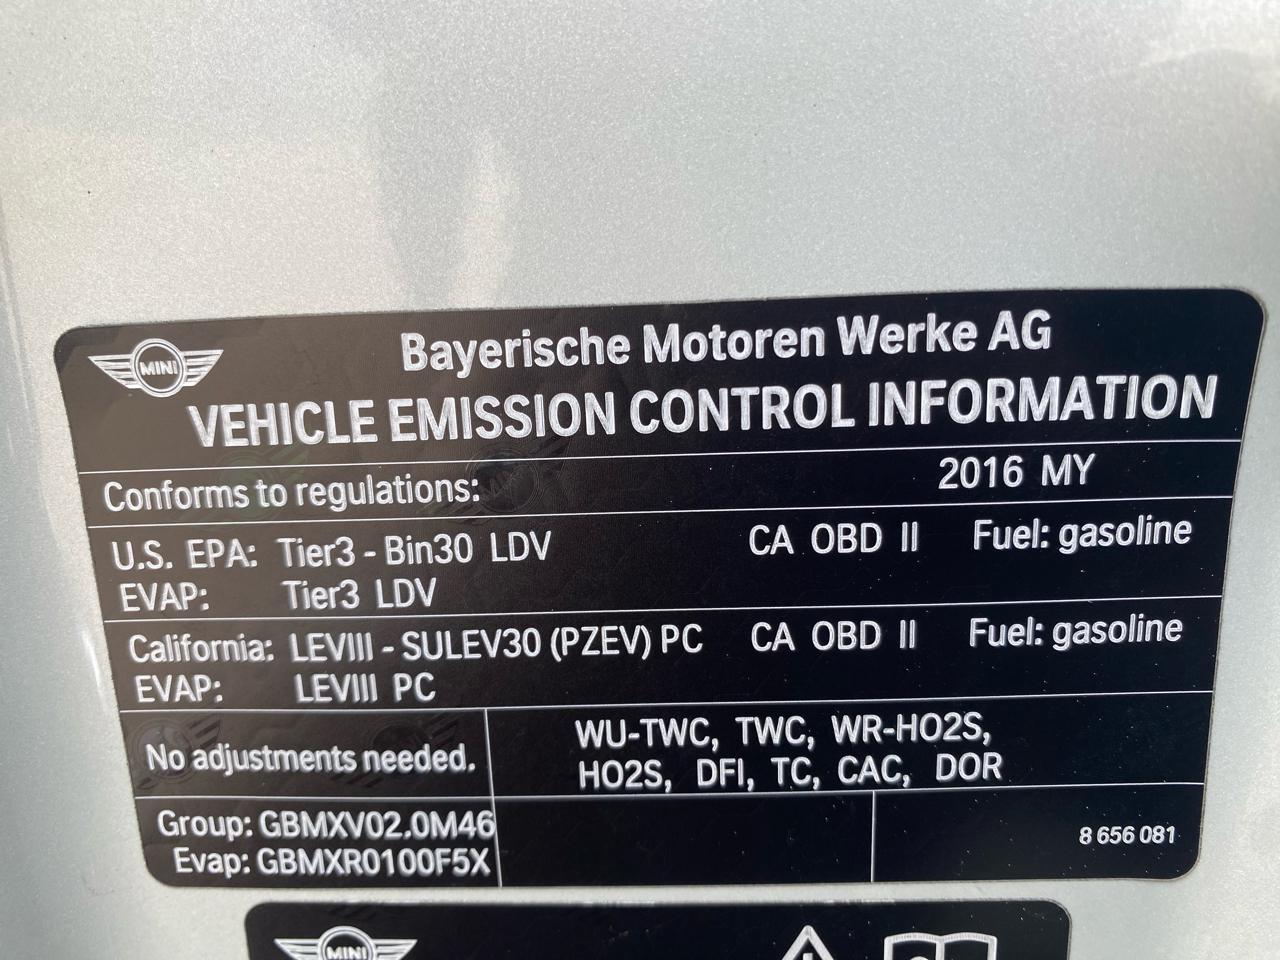 MINI
Bayerische Motoren Werke AG
VEHICLE EMISSION CONTROL INFORMATION
Conforms to regulations: 2016 MY
U.S. EPA: Tier3 - Bin30 LDV CA OBD II Fuel: gasoline
EVAP: Tier3 LDV
California: LEVIII - SULEV30 (PZEV) PC CA OBD II Fuel: gasoline
EVAP: LEVIII PC
No adjustments needed.
WU-TWC, TWC, WR-HO2S,
HO2S, DFI, TC, CAC, DOR
Group: GBMXV02.0M46
Evap: GBMXR0100F5X
8 656 081
MINI